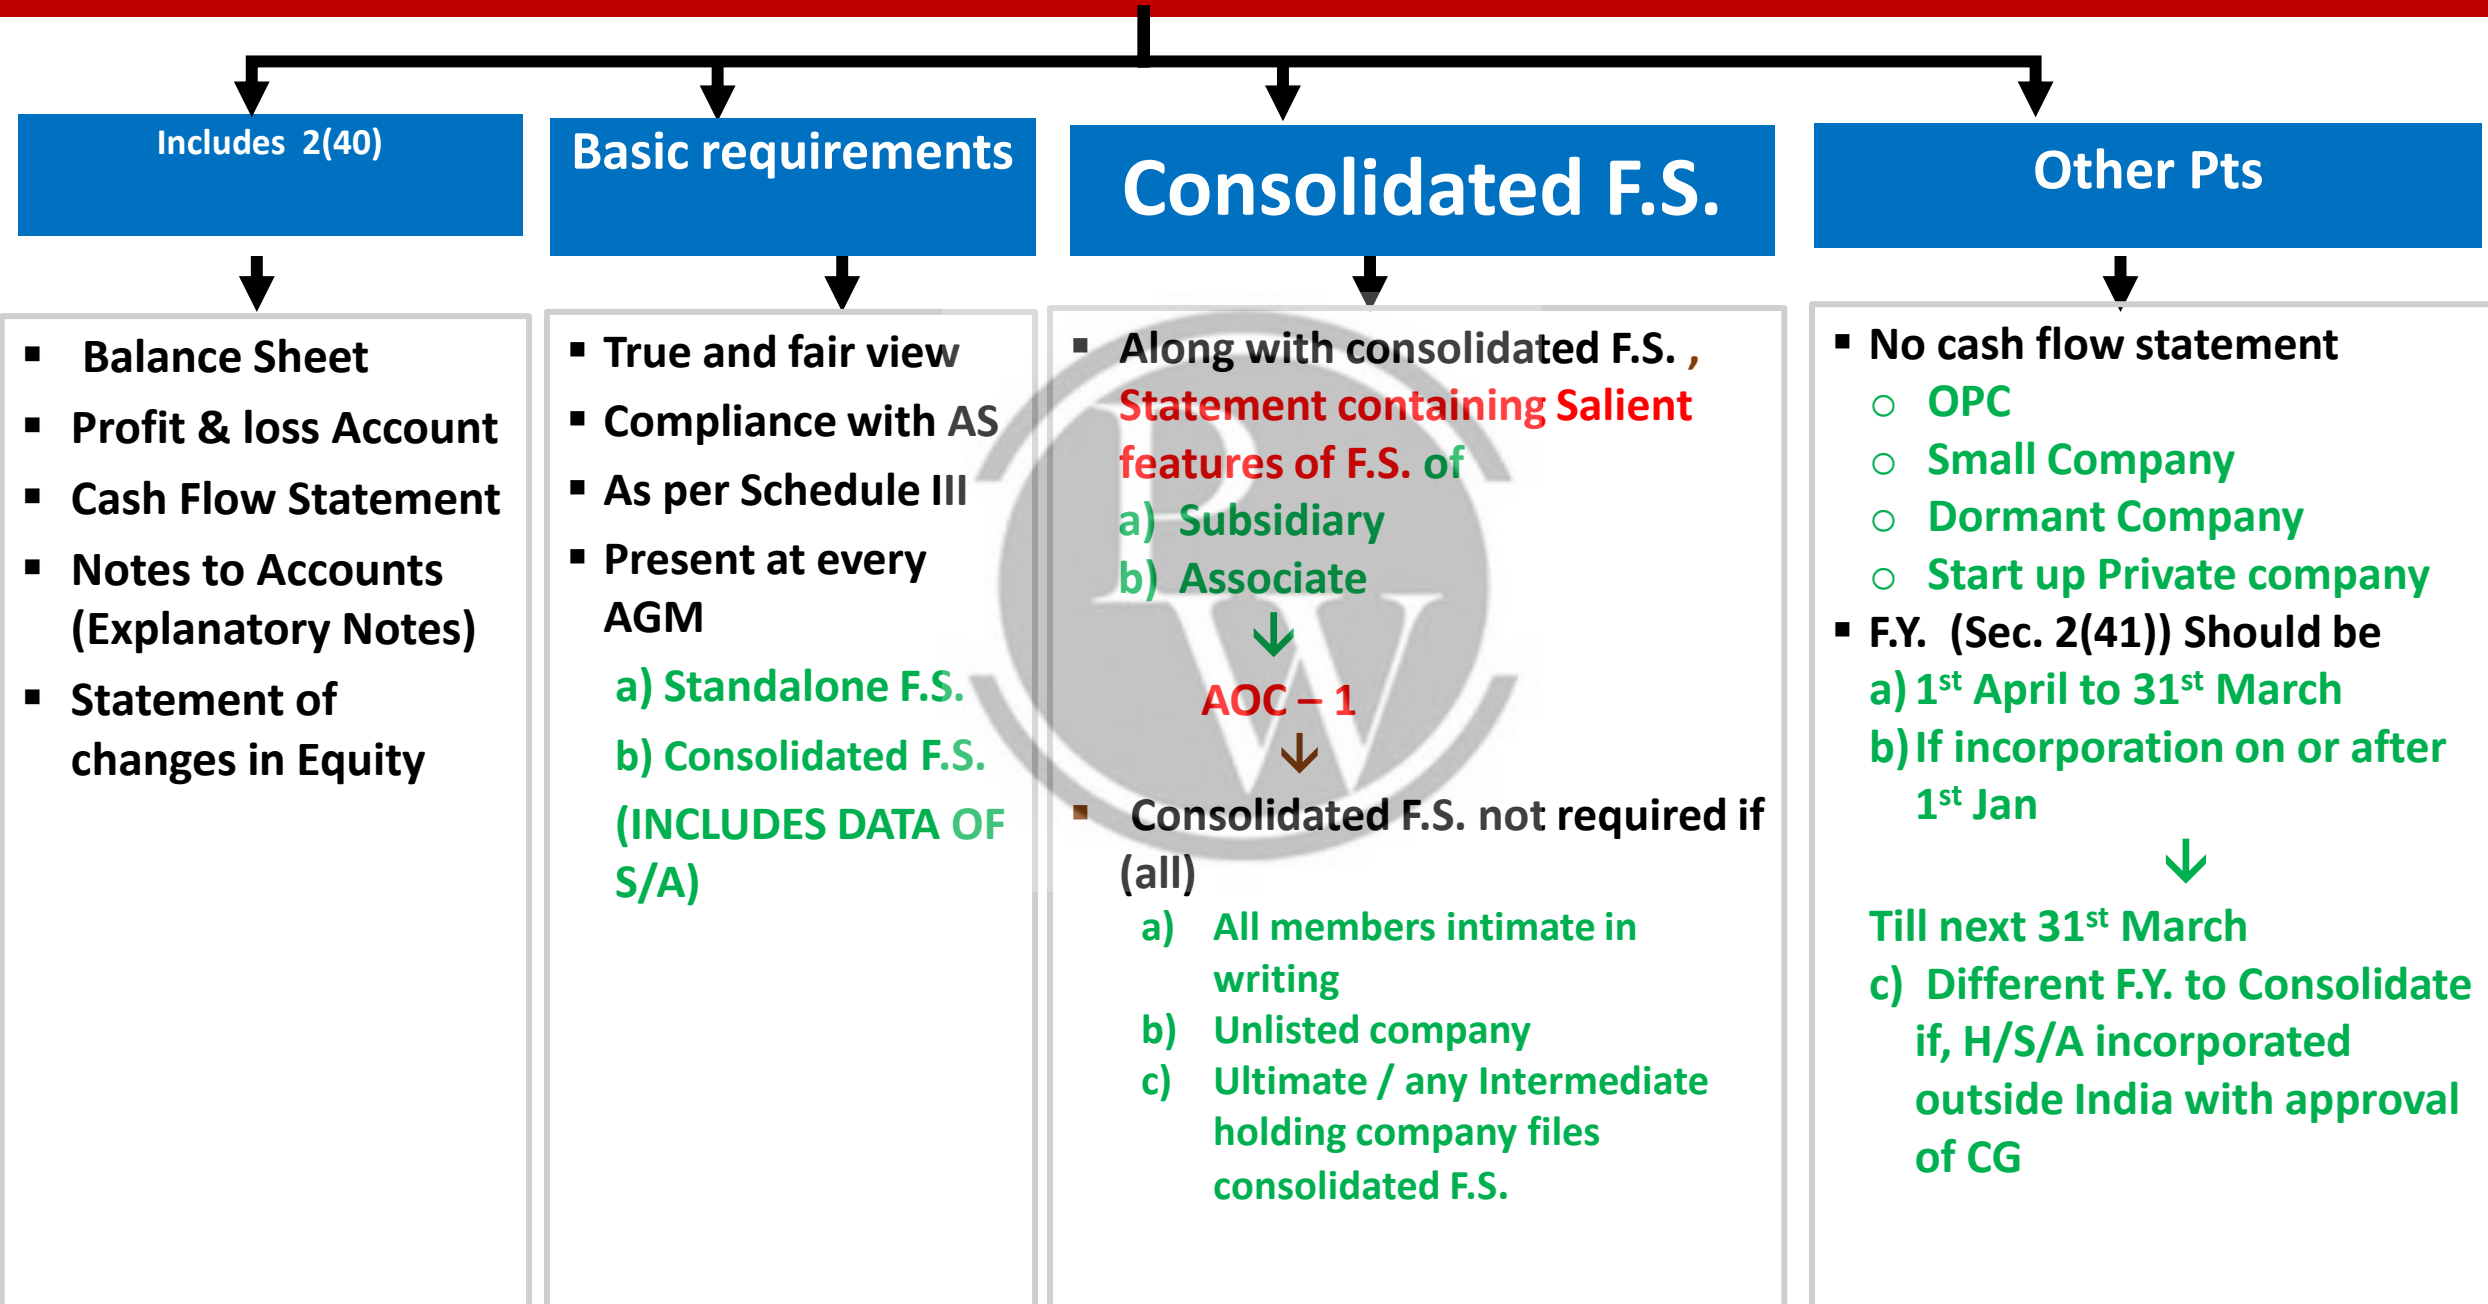 Includes 2(40)
▪ Balance Sheet
▪ Profit & loss Account
▪ Cash Flow Statement
▪ Notes to Accounts
(Explanatory Notes)
▪ Statement of
changes in Equity
Basic requirements
▪ True and fair view
▪ Compliance with AS
▪ As per Schedule III
▪ Present at every
AGM
a) Standalone F.S.
b) Consolidated F.S.
(INCLUDES DATA OF
S/A)
Consolidated F.S.
▪ Along with consolidated F.S. ,
Statement containing Salient
features of F.S. of
a) Subsidiary
b) Associate
↓
AOC – 1
↓
▪ Consolidated F.S. not required if
(all)
a) All members intimate in
writing
b) Unlisted company
c) Ultimate / any Intermediate
holding company files
consolidated F.S.
Other Pts
▪ No cash flow statement
o OPC
o Small Company
o Dormant Company
o Start up Private company
▪ F.Y. (Sec. 2(41)) Should be
a) 1st April to 31st March
b) If incorporation on or after
1st Jan
↓
Till next 31st March
c) Different F.Y. to Consolidate
if, H/S/A incorporated
outside India with approval
of CG
PW